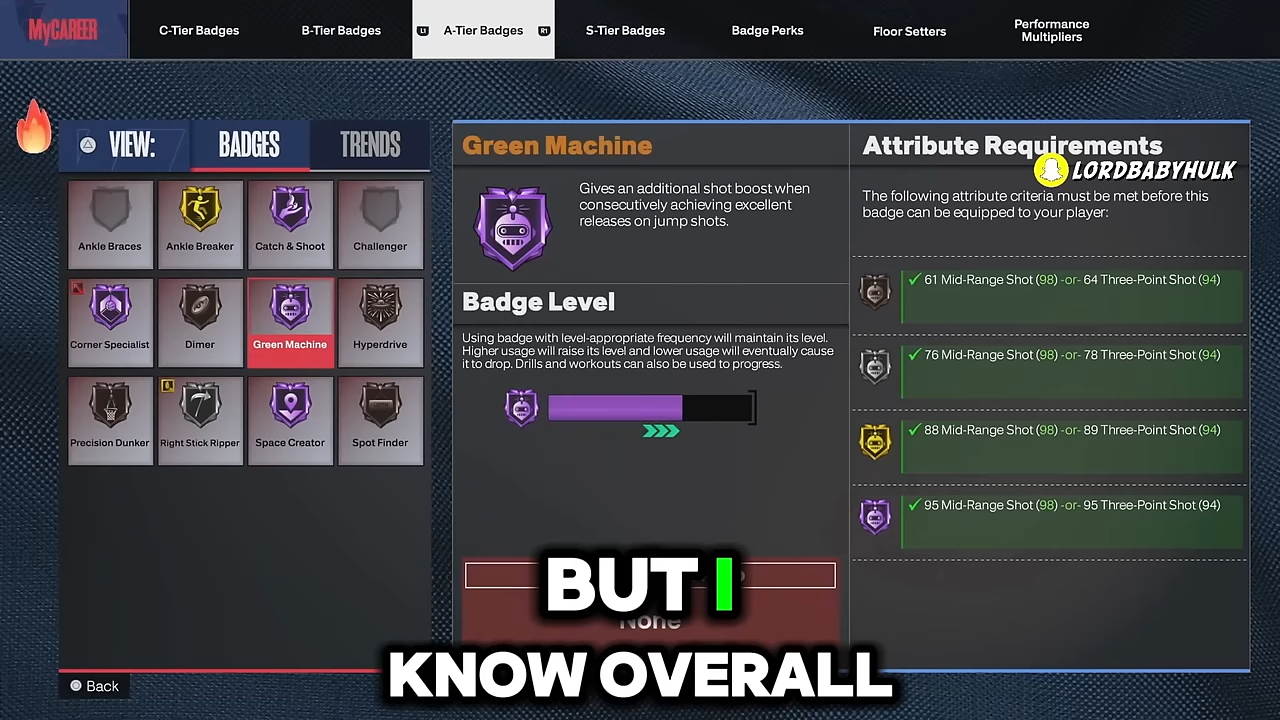 MyCAREER
C-Tier Badges
B-Tier Badges
L1
A-Tier Badges
R1
S-Tier Badges
Badge Perks
Floor Setters
Performance
Multipliers
VIEW:
BADGES
TRENDS
Ankle Braces
Ankle Breaker
Catch & Shoot
Challenger
Corner Specialist
Dimer
Green Machine
Hyperdrive
Precision Dunker
Right Stick Ripper
Space Creator
Spot Finder
Green Machine
Gives an additional shot boost when
consecutively achieving excellent
releases on jump shots.
Badge Level
Using badge with level-appropriate frequency will maintain its level.
Higher usage will raise its level and lower usage will eventually cause
it to drop. Drills and workouts can also be used to progress.
None
Attribute Requirements
LORDBABYHULK
The following attribute criteria must be met before this
badge can be equipped to your player:
61 Mid-Range Shot (98) -or- 64 Three-Point Shot (94)
76 Mid-Range Shot (98) -or- 78 Three-Point Shot (94)
88 Mid-Range Shot (98) -or- 89 Three-Point Shot (94)
95 Mid-Range Shot (98) -or- 95 Three-Point Shot (94)
BUT I
KNOW OVERALL
Back